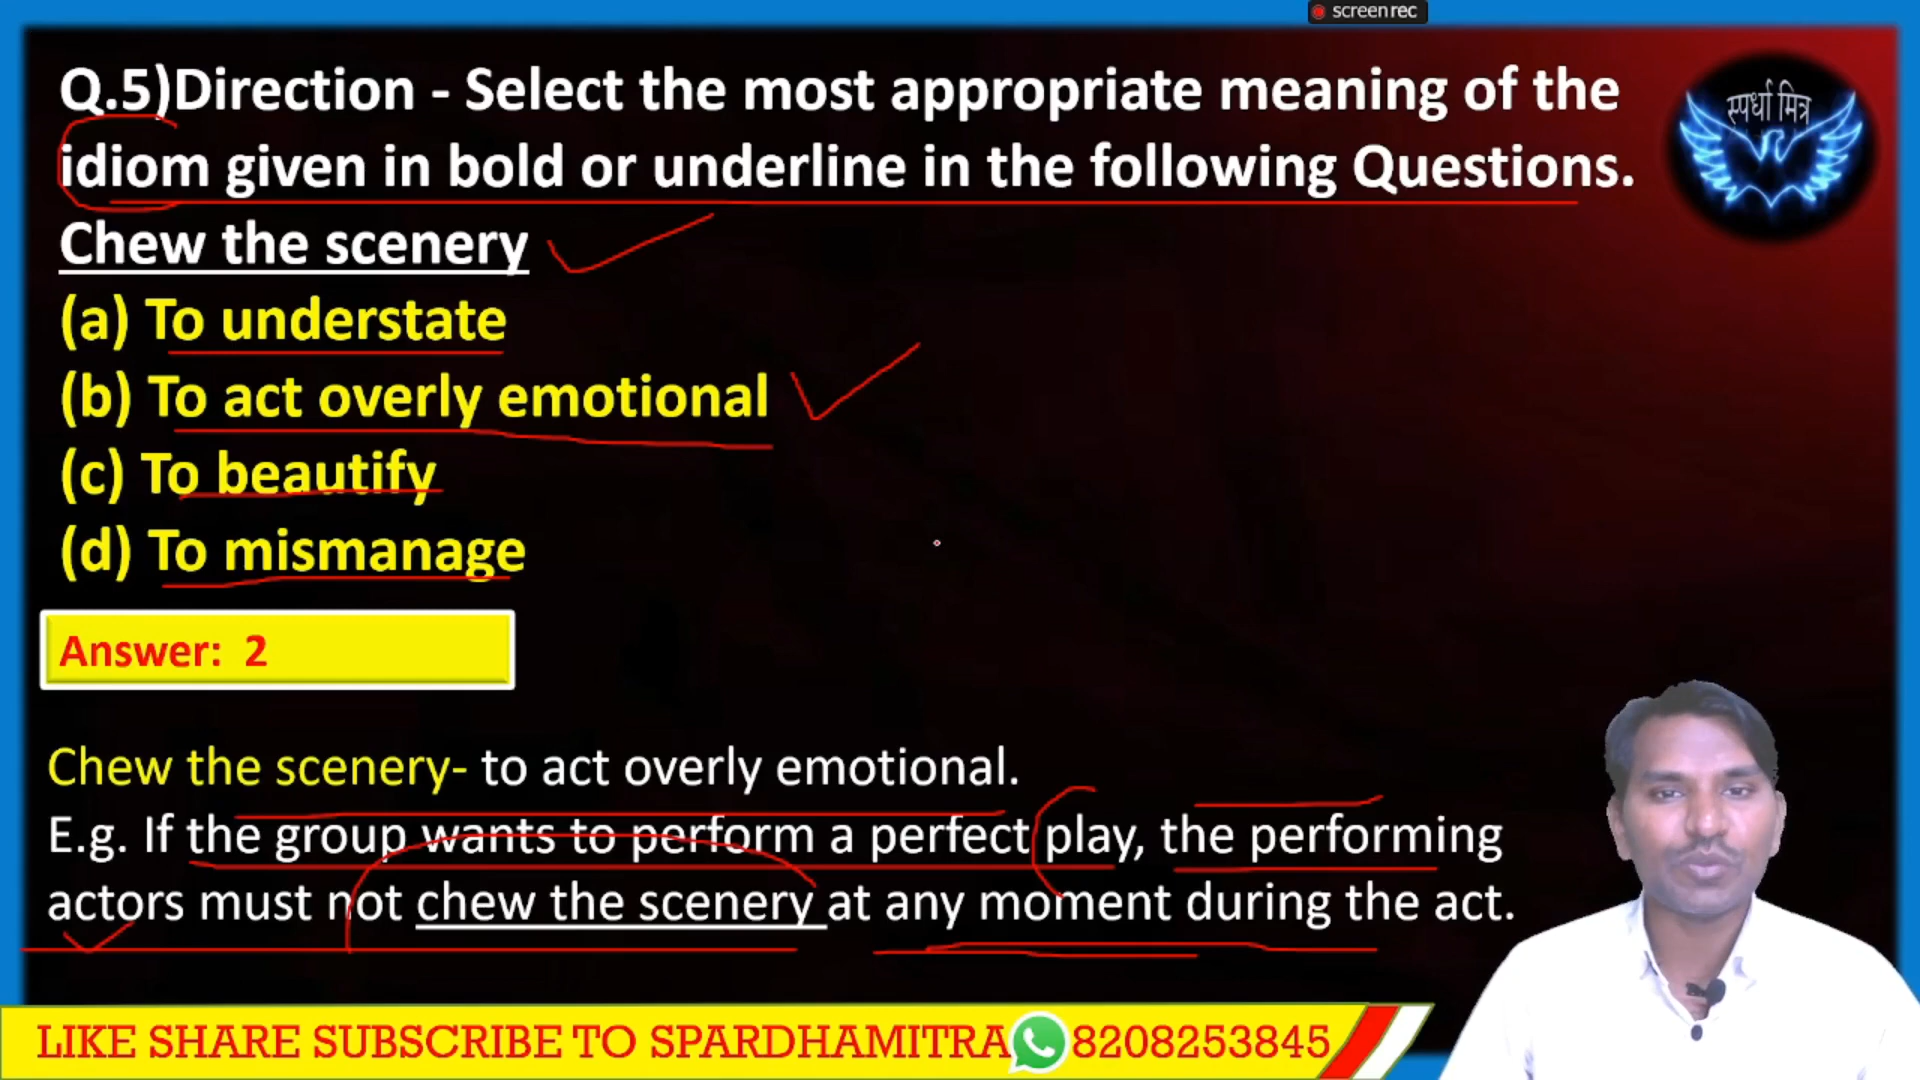 screenrec
Q.5)Direction - Select the most appropriate meaning of the
idiom given in bold or underline in the following Questions.
स्पर्धा मित्र
Chew the scenery
(a) To understate
(b) To act overly emotional
(c) To beautify
(d) To mismanage
Answer: 2
Chew the scenery- to act overly emotional.
E.g. If the group wants to perform a perfect play, the performing
actors must not chew the scenery at any moment during the act.
LIKE SHARE SUBSCRIBE TO SPARDHAMITRA 8208253845